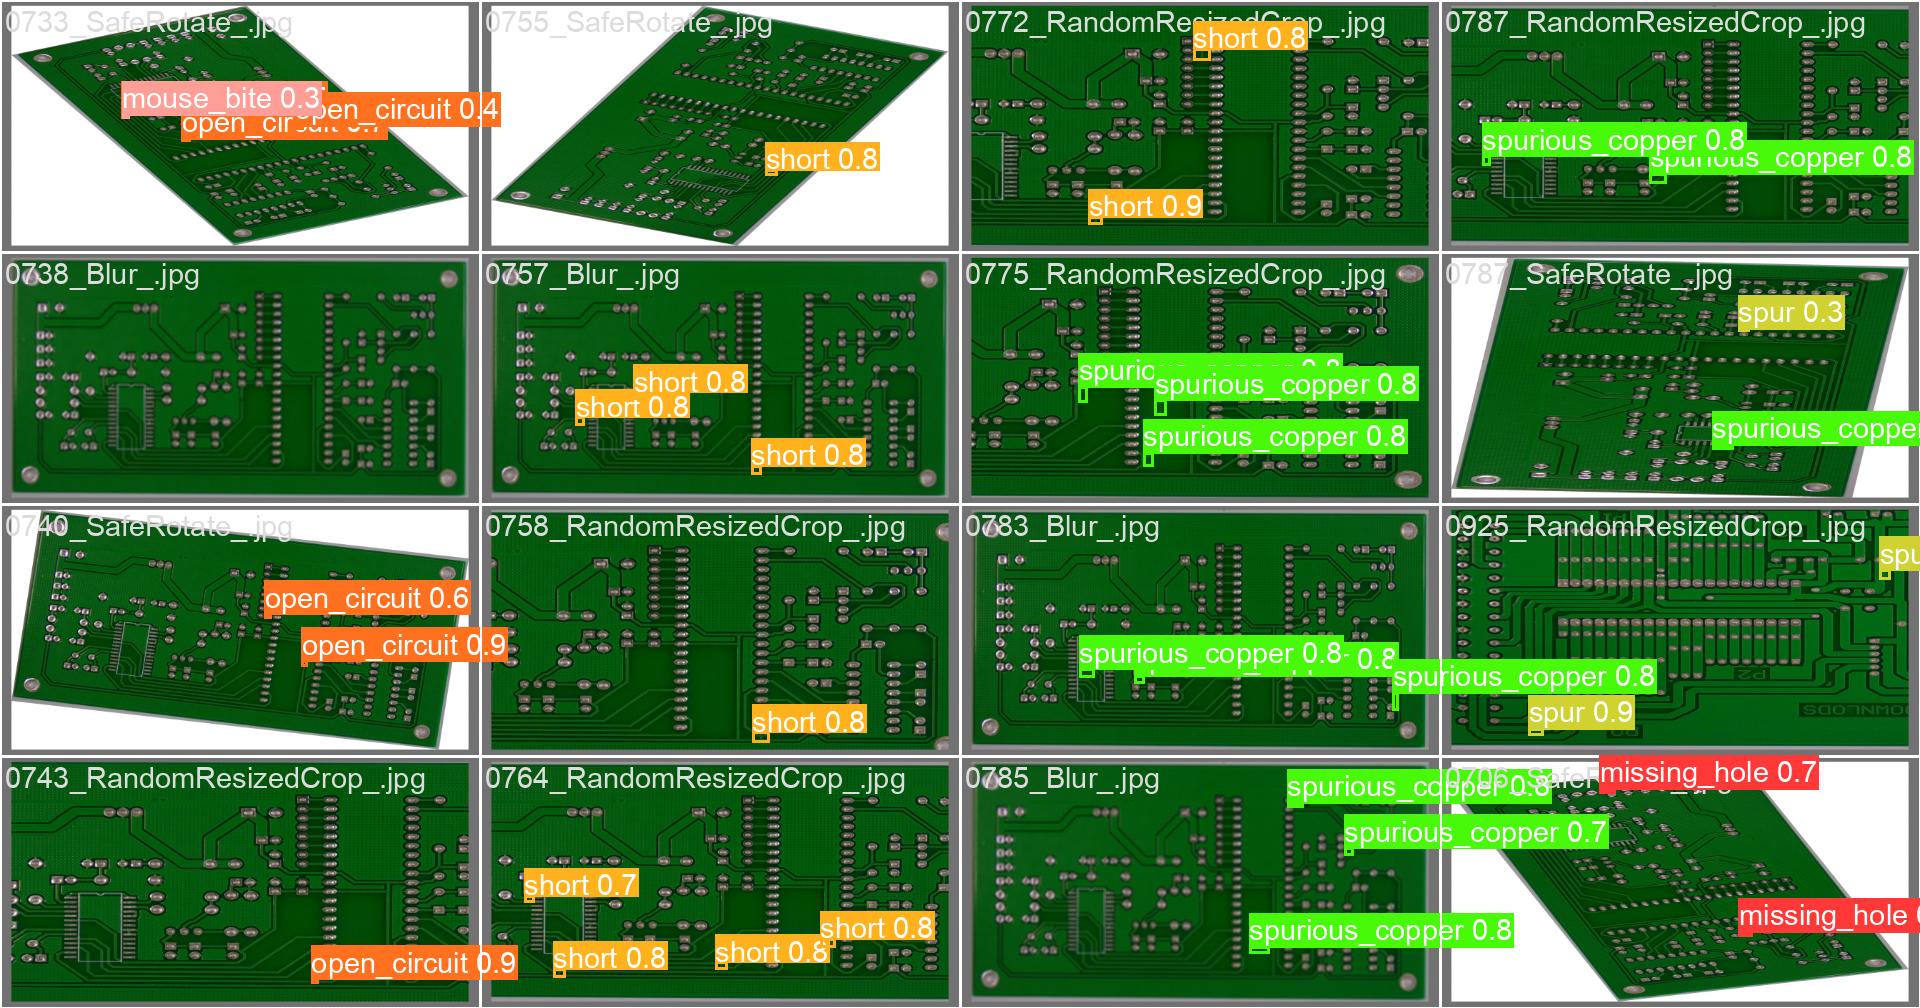 0733_SafeRotate_.jpg
mouse_bite 0.3
open_circuit 0.4
open_circuit 0.7
0755_SafeRotate_.jpg
short 0.8
0772_RandomResizedCrop_.jpg
short 0.8
short 0.9
0787_RandomResizedCrop_.jpg
spurious_copper 0.8
spurious_copper 0.8
0738_Blur_.jpg
0757_Blur_.jpg
short 0.8
short 0.8
short 0.8
0775_RandomResizedCrop_.jpg
spurious_copper 0.8
spurious_copper 0.8
spurious_copper 0.8
0787_SafeRotate_.jpg
spur 0.3
spurious_copper
0740_SafeRotate_.jpg
open_circuit 0.6
open_circuit 0.9
0758_RandomResizedCrop_.jpg
short 0.8
0783_Blur_.jpg
spurious_copper 0.8
0.8
spurious_copper 0.8
0925_RandomResizedCrop_.jpg
spu
spur 0.9
0743_RandomResizedCrop_.jpg
open_circuit 0.9
0764_RandomResizedCrop_.jpg
short 0.7
short 0.8
short 0.8
short 0.8
0785_Blur_.jpg
spurious_copper 0.8
spurious_copper 0.7
spurious_copper 0.8
0706_SafeRotate_.jpg
missing_hole 0.7
missing_hole